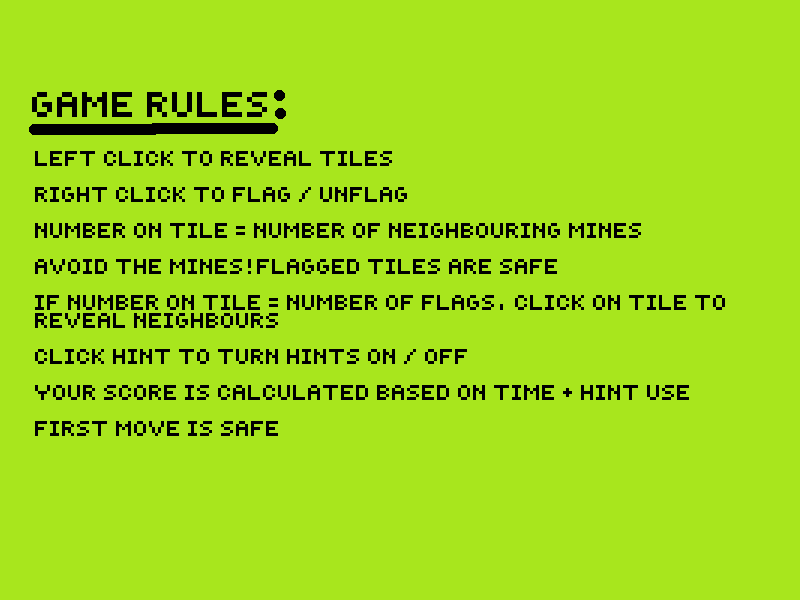 GAME RULES:
LEFT CLICK TO REVEAL TILES
RIGHT CLICK TO FLAG / UNFLAG
NUMBER ON TILE = NUMBER OF NEIGHBOURING MINES
AVOID THE MINES!FLAGGED TILES ARE SAFE
IF NUMBER ON TILE = NUMBER OF FLAGS, CLICK ON TILE TO
REVEAL NEIGHBOURS
CLICK HINT TO TURN HINTS ON / OFF
YOUR SCORE IS CALCULATED BASED ON TIME + HINT USE
FIRST MOVE IS SAFE